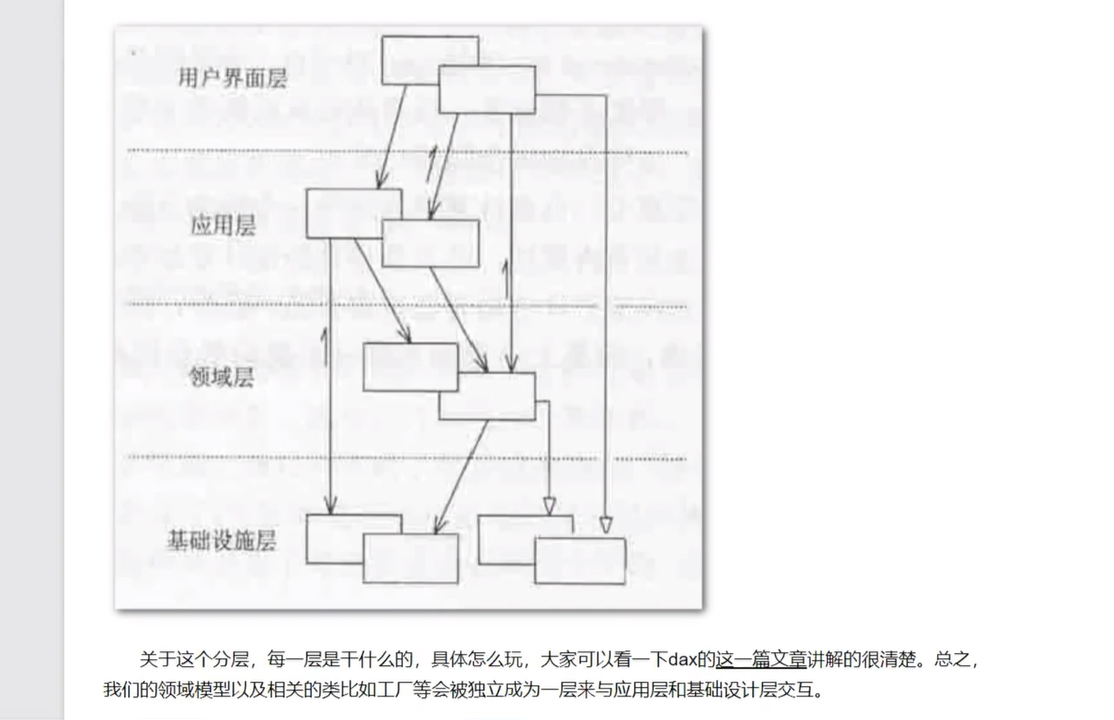 用户界面层
应用层
领域层
基础设施层
关于这个分层，每一层是干什么的，具体怎么玩，大家可以看一下dax的这一篇文章讲解的很清楚。总之，
我们的领域模型以及相关的类比如工厂等会被独立成为一层来与应用层和基础设计层交互。